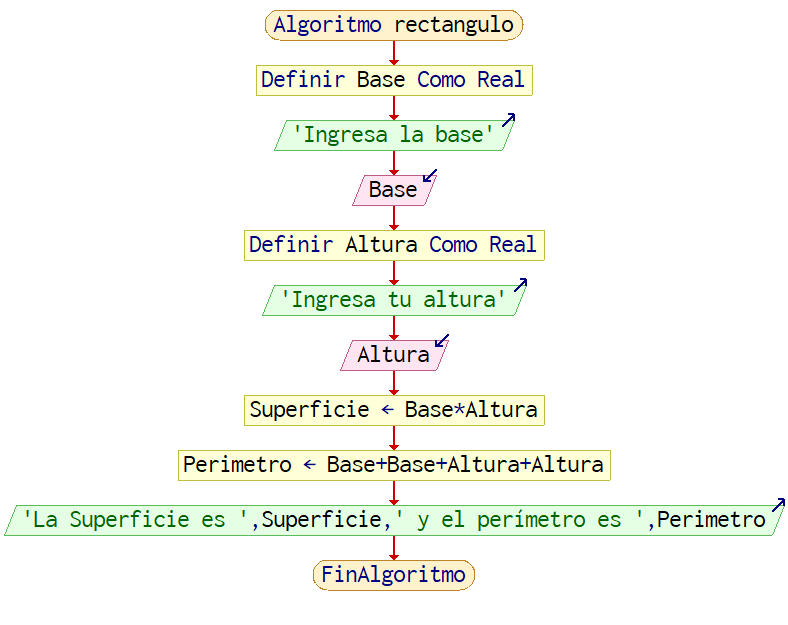 Algoritmo rectangulo
Definir Base Como Real
'Ingresa la base'
Base
Definir Altura Como Real
'Ingresa tu altura'
Altura
Superficie ← Base*Altura
Perimetro ← Base+Base+Altura+Altura
'La Superficie es ',Superficie,' y el perímetro es ',Perimetro
FinAlgoritmo